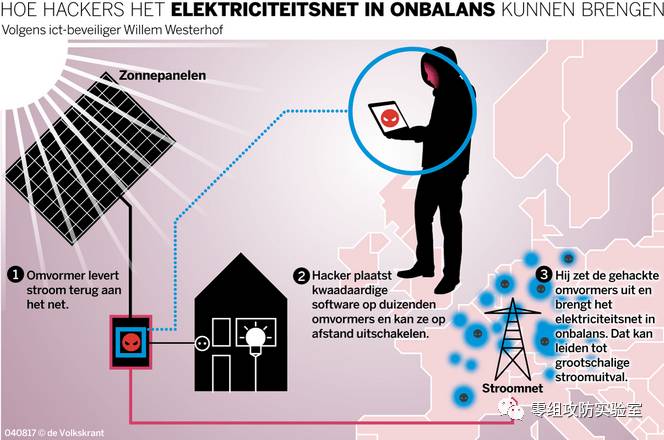 HOE HACKERS HET ELEKTRICITEITSNET IN ONBALANS KUNNEN BRENGEN
Volgens ict-beveiliger Willem Westerhof
Zonnepanelen
1 Omvormer levert
stroom terug aan
het net.
2 Hacker plaatst
kwaadaardige
software op duizenden
omvormers en kan ze op
afstand uitschakelen.
3 Hij zet de gehackte
omvormers uit en
brengt het
elektriciteitsnet in
onbalans. Dat kan
leiden tot
grootschalige
stroomuitval.
Stroomnet
040817 © de Volkskrant
零组攻防实验室